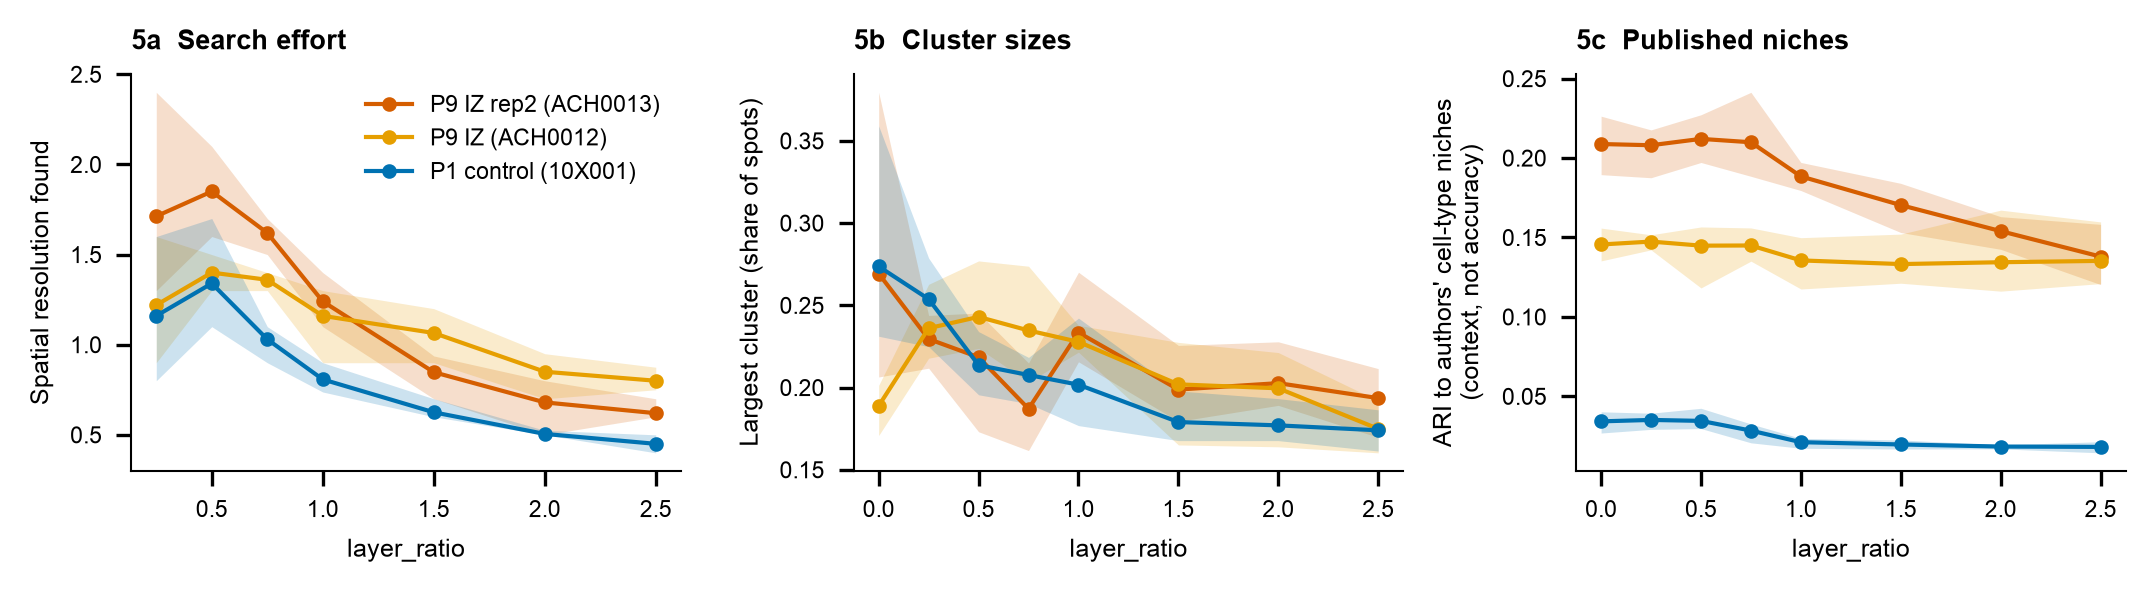 5a  Search effort
Spatial resolution found
2.5
2.0
1.5
1.0
0.5
P9 IZ rep2 (ACH0013)
P9 IZ (ACH0012)
P1 control (10X001)
0.5 1.0 1.5 2.0 2.5
layer_ratio
5b  Cluster sizes
Largest cluster (share of spots)
0.35
0.30
0.25
0.20
0.15
0.0 0.5 1.0 1.5 2.0 2.5
layer_ratio
5c  Published niches
ARI to authors' cell-type niches
(context, not accuracy)
0.25
0.20
0.15
0.10
0.05
0.0 0.5 1.0 1.5 2.0 2.5
layer_ratio